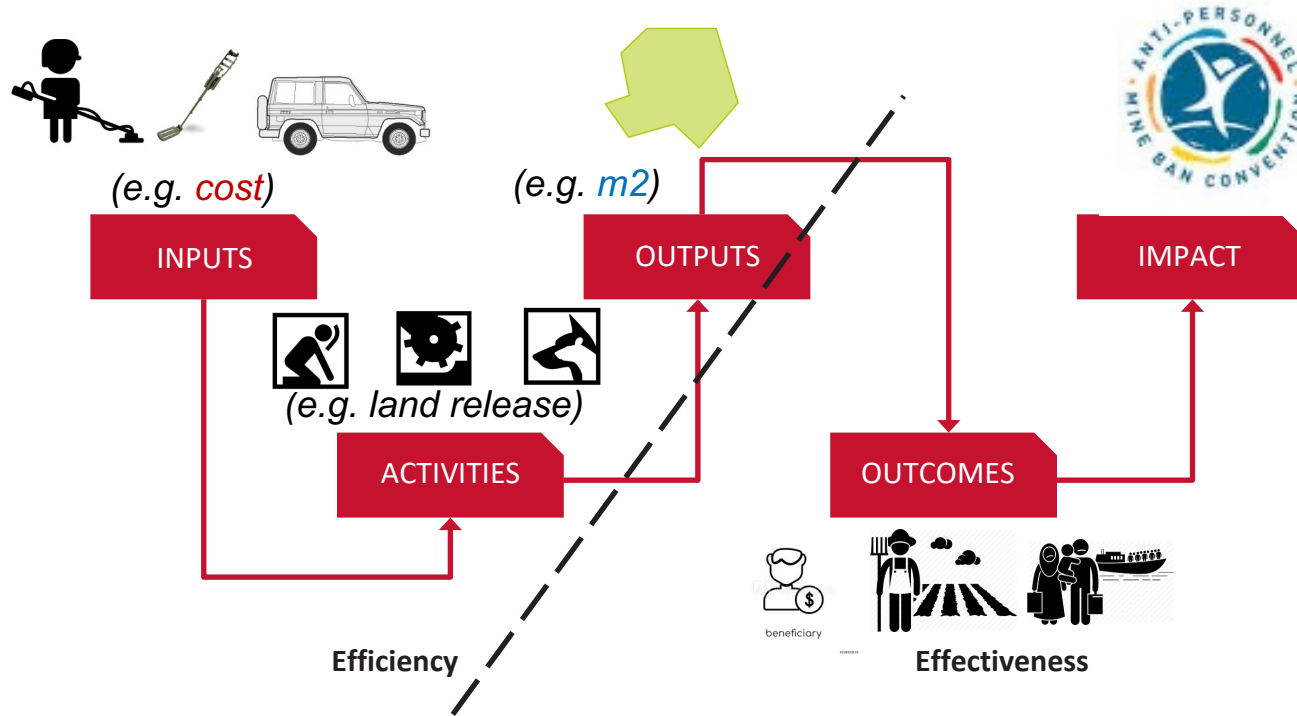 ANTI-PERSONNEL
MINE BAN CONVENTION
(e.g. cost)
(e.g. m2)
INPUTS
OUTPUTS
IMPACT
(e.g. land release)
ACTIVITIES
OUTCOMES
beneficiary
Efficiency
Effectiveness